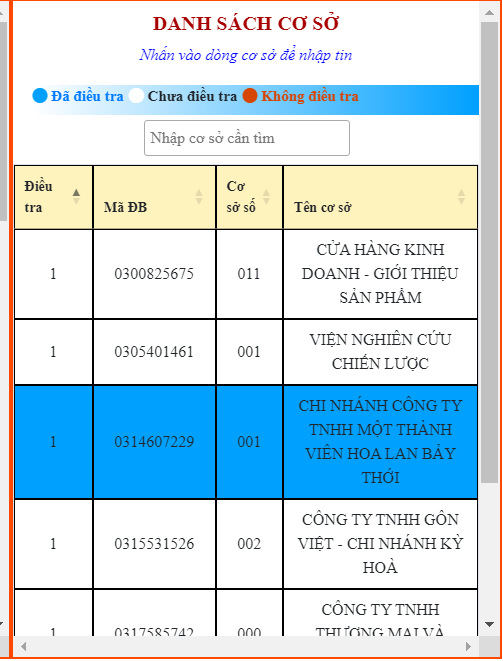 DANH SÁCH CƠ SỞ
Nhấn vào dòng cơ sở để nhập tin
Đã điều tra Chưa điều tra Không điều tra
Nhập cơ sở cần tìm
Điều tra Mã ĐB Cơ sở số Tên cơ sở
1 0300825675 011 CỬA HÀNG KINH
DOANH - GIỚI THIỆU
SẢN PHẨM
1 0305401461 001 VIỆN NGHIÊN CỨU
CHIẾN LƯỢC
1 0314607229 001 CHI NHÁNH CÔNG TY
TNHH MỘT THÀNH
VIÊN HOA LAN BẢY
THỚI
1 0315531526 002 CÔNG TY TNHH GÔN
VIỆT - CHI NHÁNH KỲ
HOÀ
1 0317585742 000 CÔNG TY TNHH
THƯƠNG MẠI VÀ